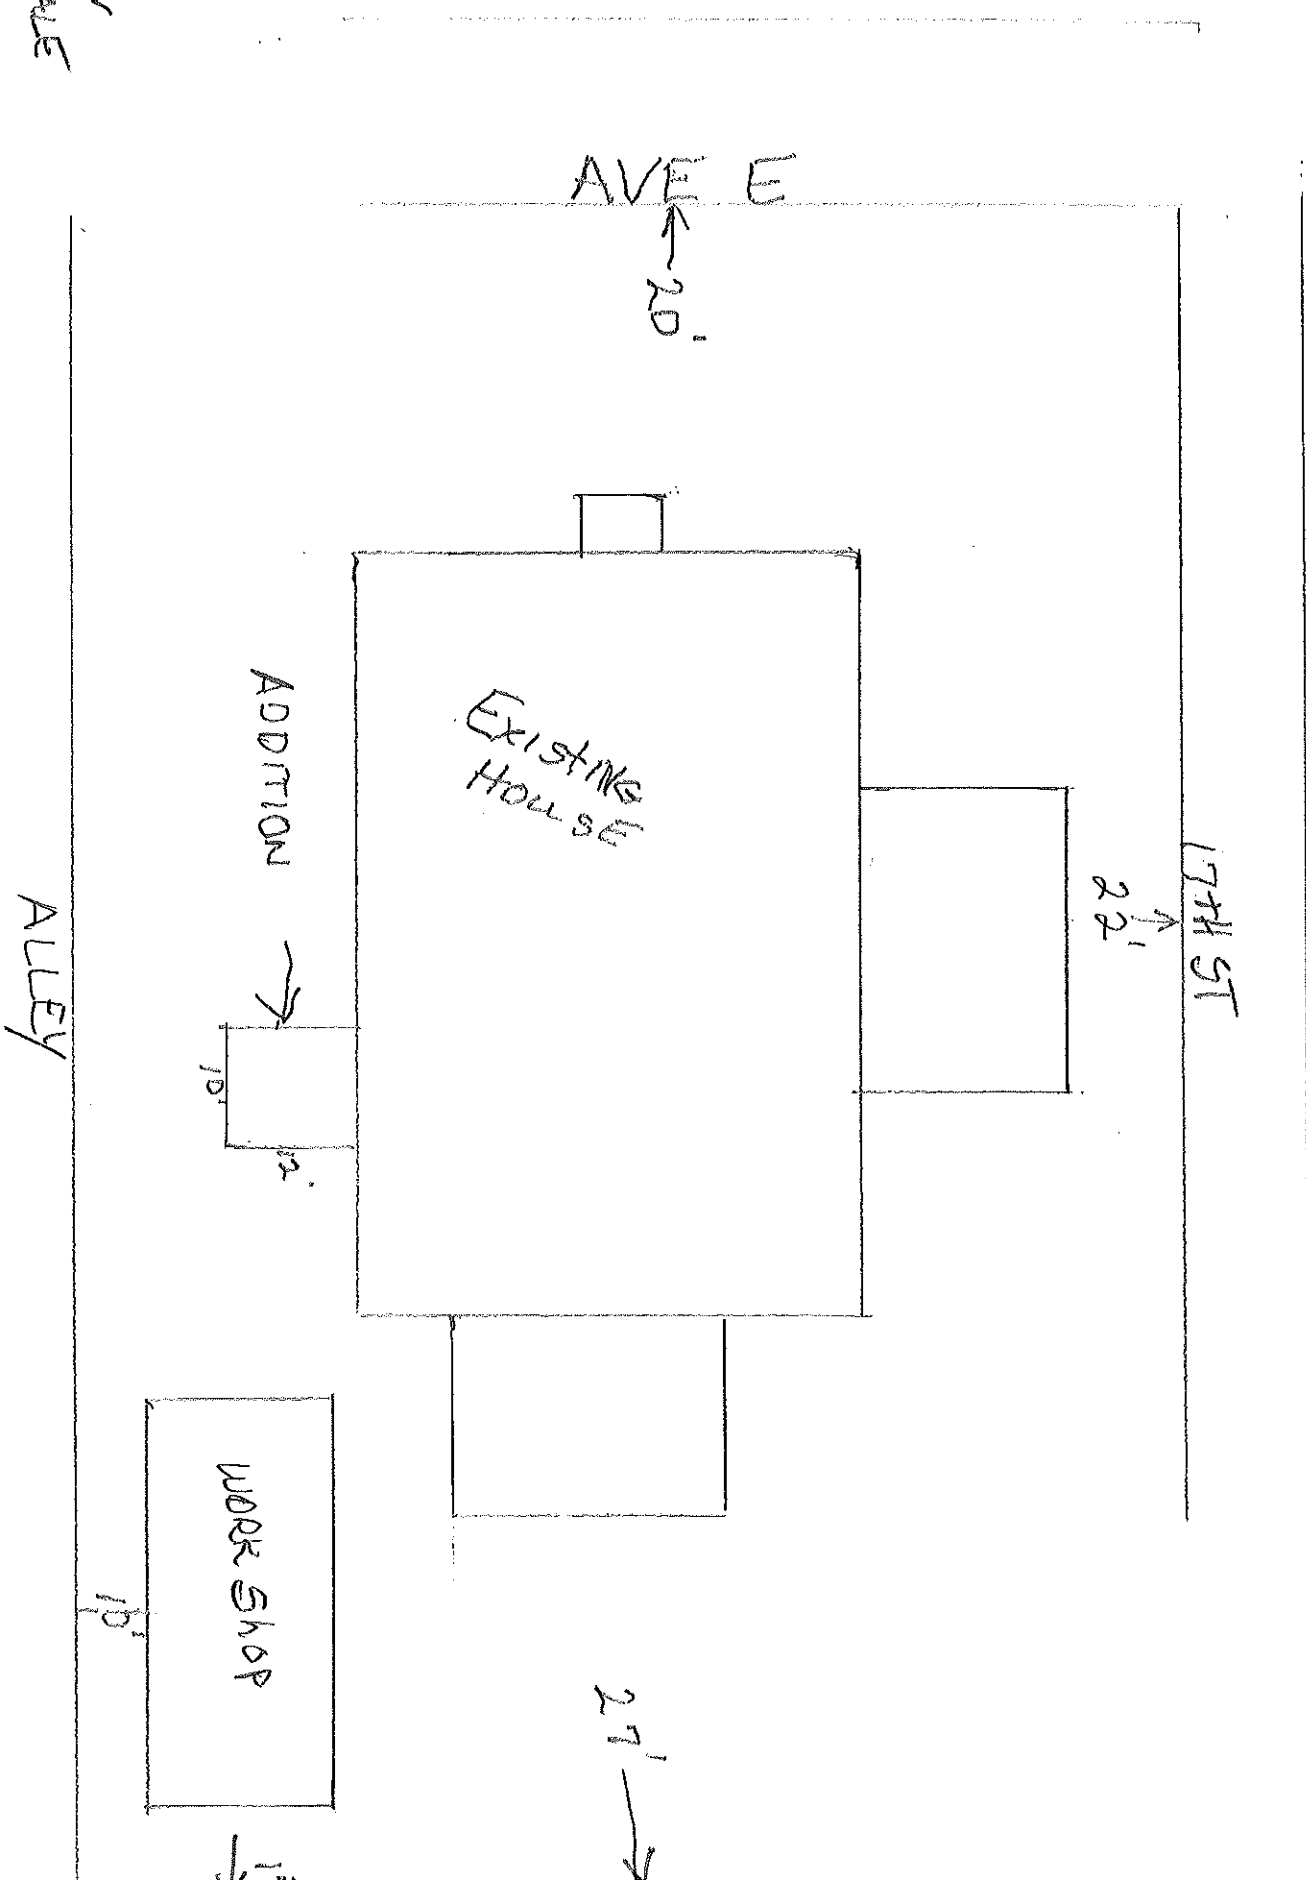 AVE E
20'
17TH ST
22'
EXISTING
HOUSE
ADDITION
10'
12'
ALLEY
WORK SHOP
10'
27'